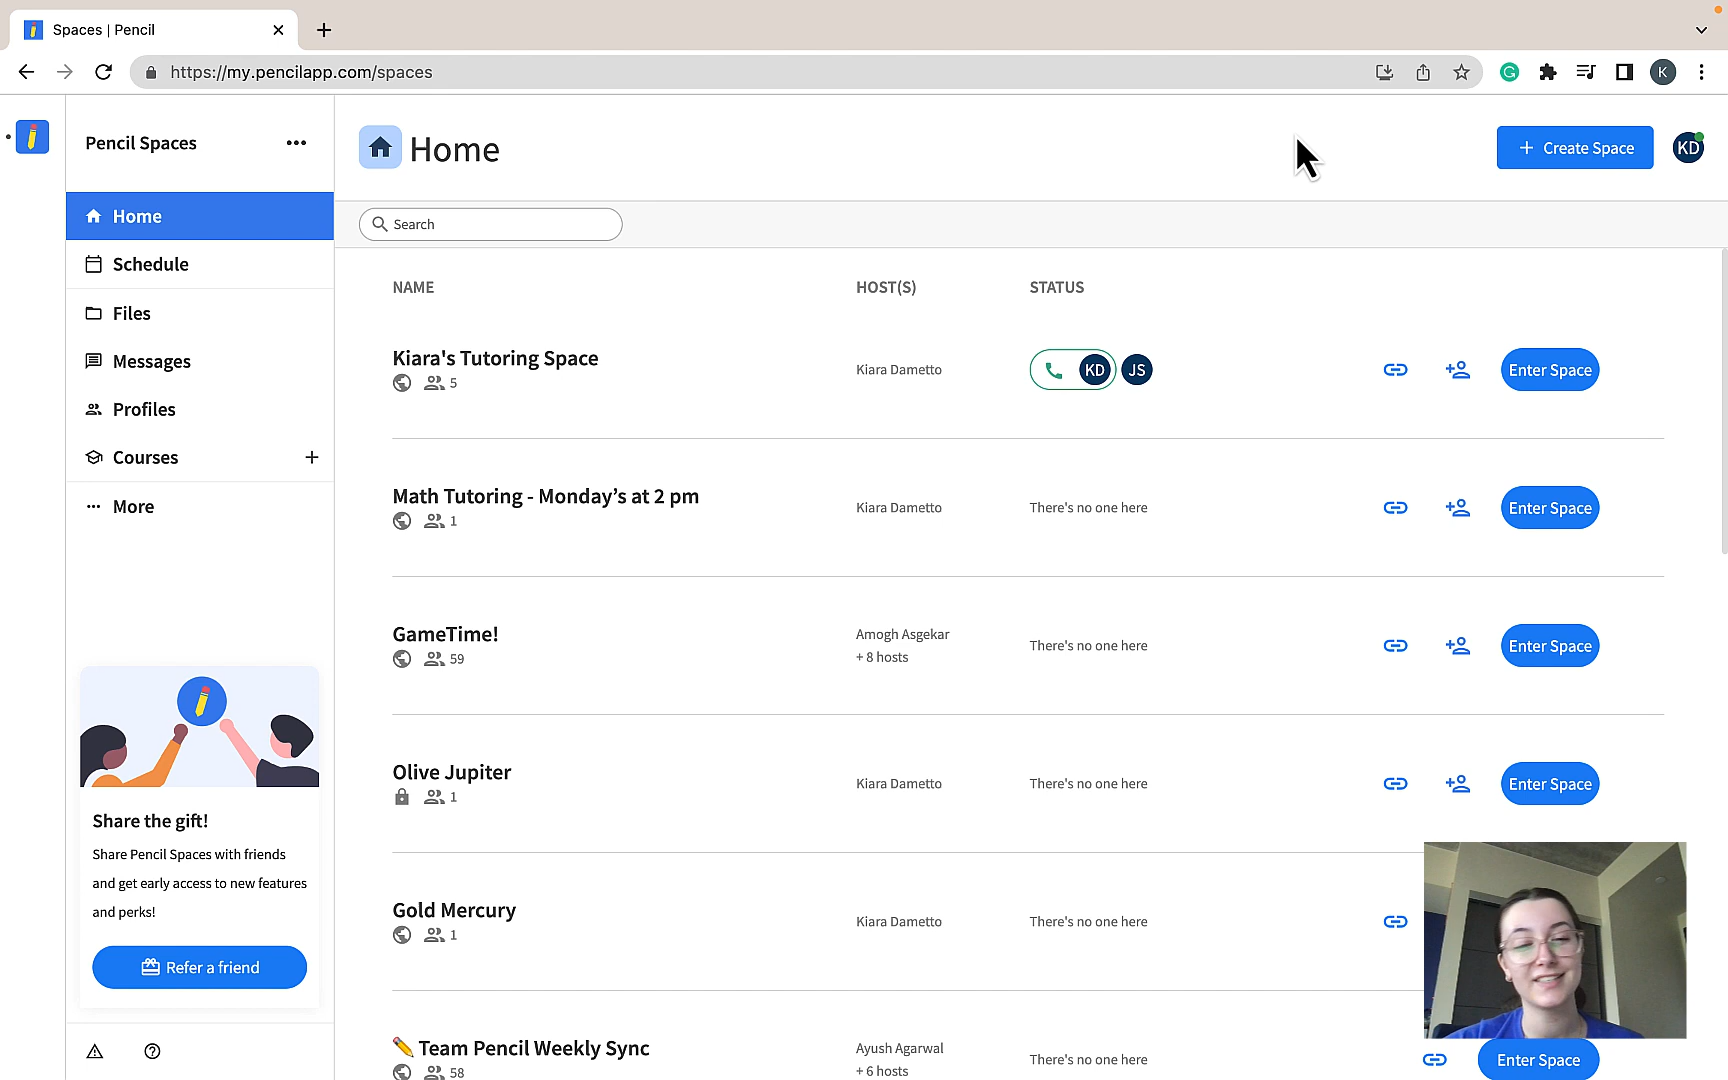 Spaces | Pencil
https://my.pencilapp.com/spaces
K
Pencil Spaces
Home
Schedule
Files
Messages
Profiles
Courses
More
Share the gift!
Share Pencil Spaces with friends
and get early access to new features
and perks!
Refer a friend
Home
Create Space
KD
Search
NAME HOST(S) STATUS
Kiara's Tutoring Space
5
Kiara Dametto
KD JS
Enter Space
Math Tutoring - Monday’s at 2 pm
1
Kiara Dametto
There's no one here
Enter Space
GameTime!
59
Amogh Asgekar
+ 8 hosts
There's no one here
Enter Space
Olive Jupiter
1
Kiara Dametto
There's no one here
Enter Space
Gold Mercury
1
Kiara Dametto
There's no one here
✏️ Team Pencil Weekly Sync
58
Ayush Agarwal
+ 6 hosts
There's no one here
Enter Space